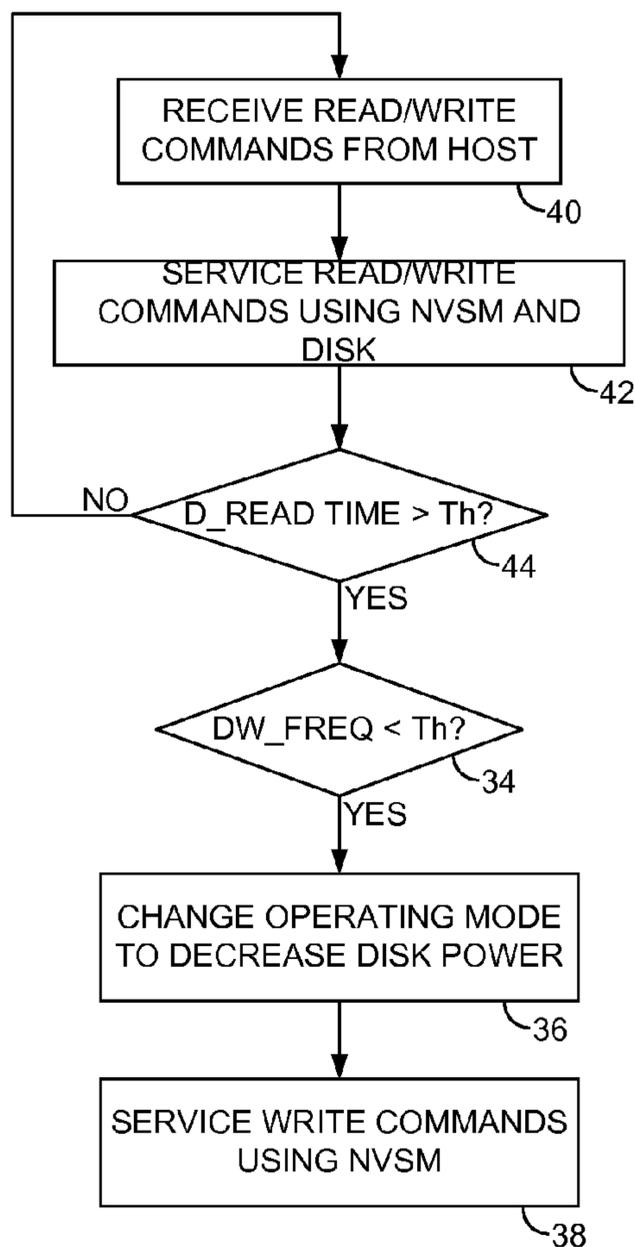 RECEIVE READ/WRITE
COMMANDS FROM HOST
40
SERVICE READ/WRITE
COMMANDS USING NVSM AND
DISK
42
NO
D_READ TIME > Th?
44
YES
DW_FREQ < Th?
34
YES
CHANGE OPERATING MODE
TO DECREASE DISK POWER
36
SERVICE WRITE COMMANDS
USING NVSM
38